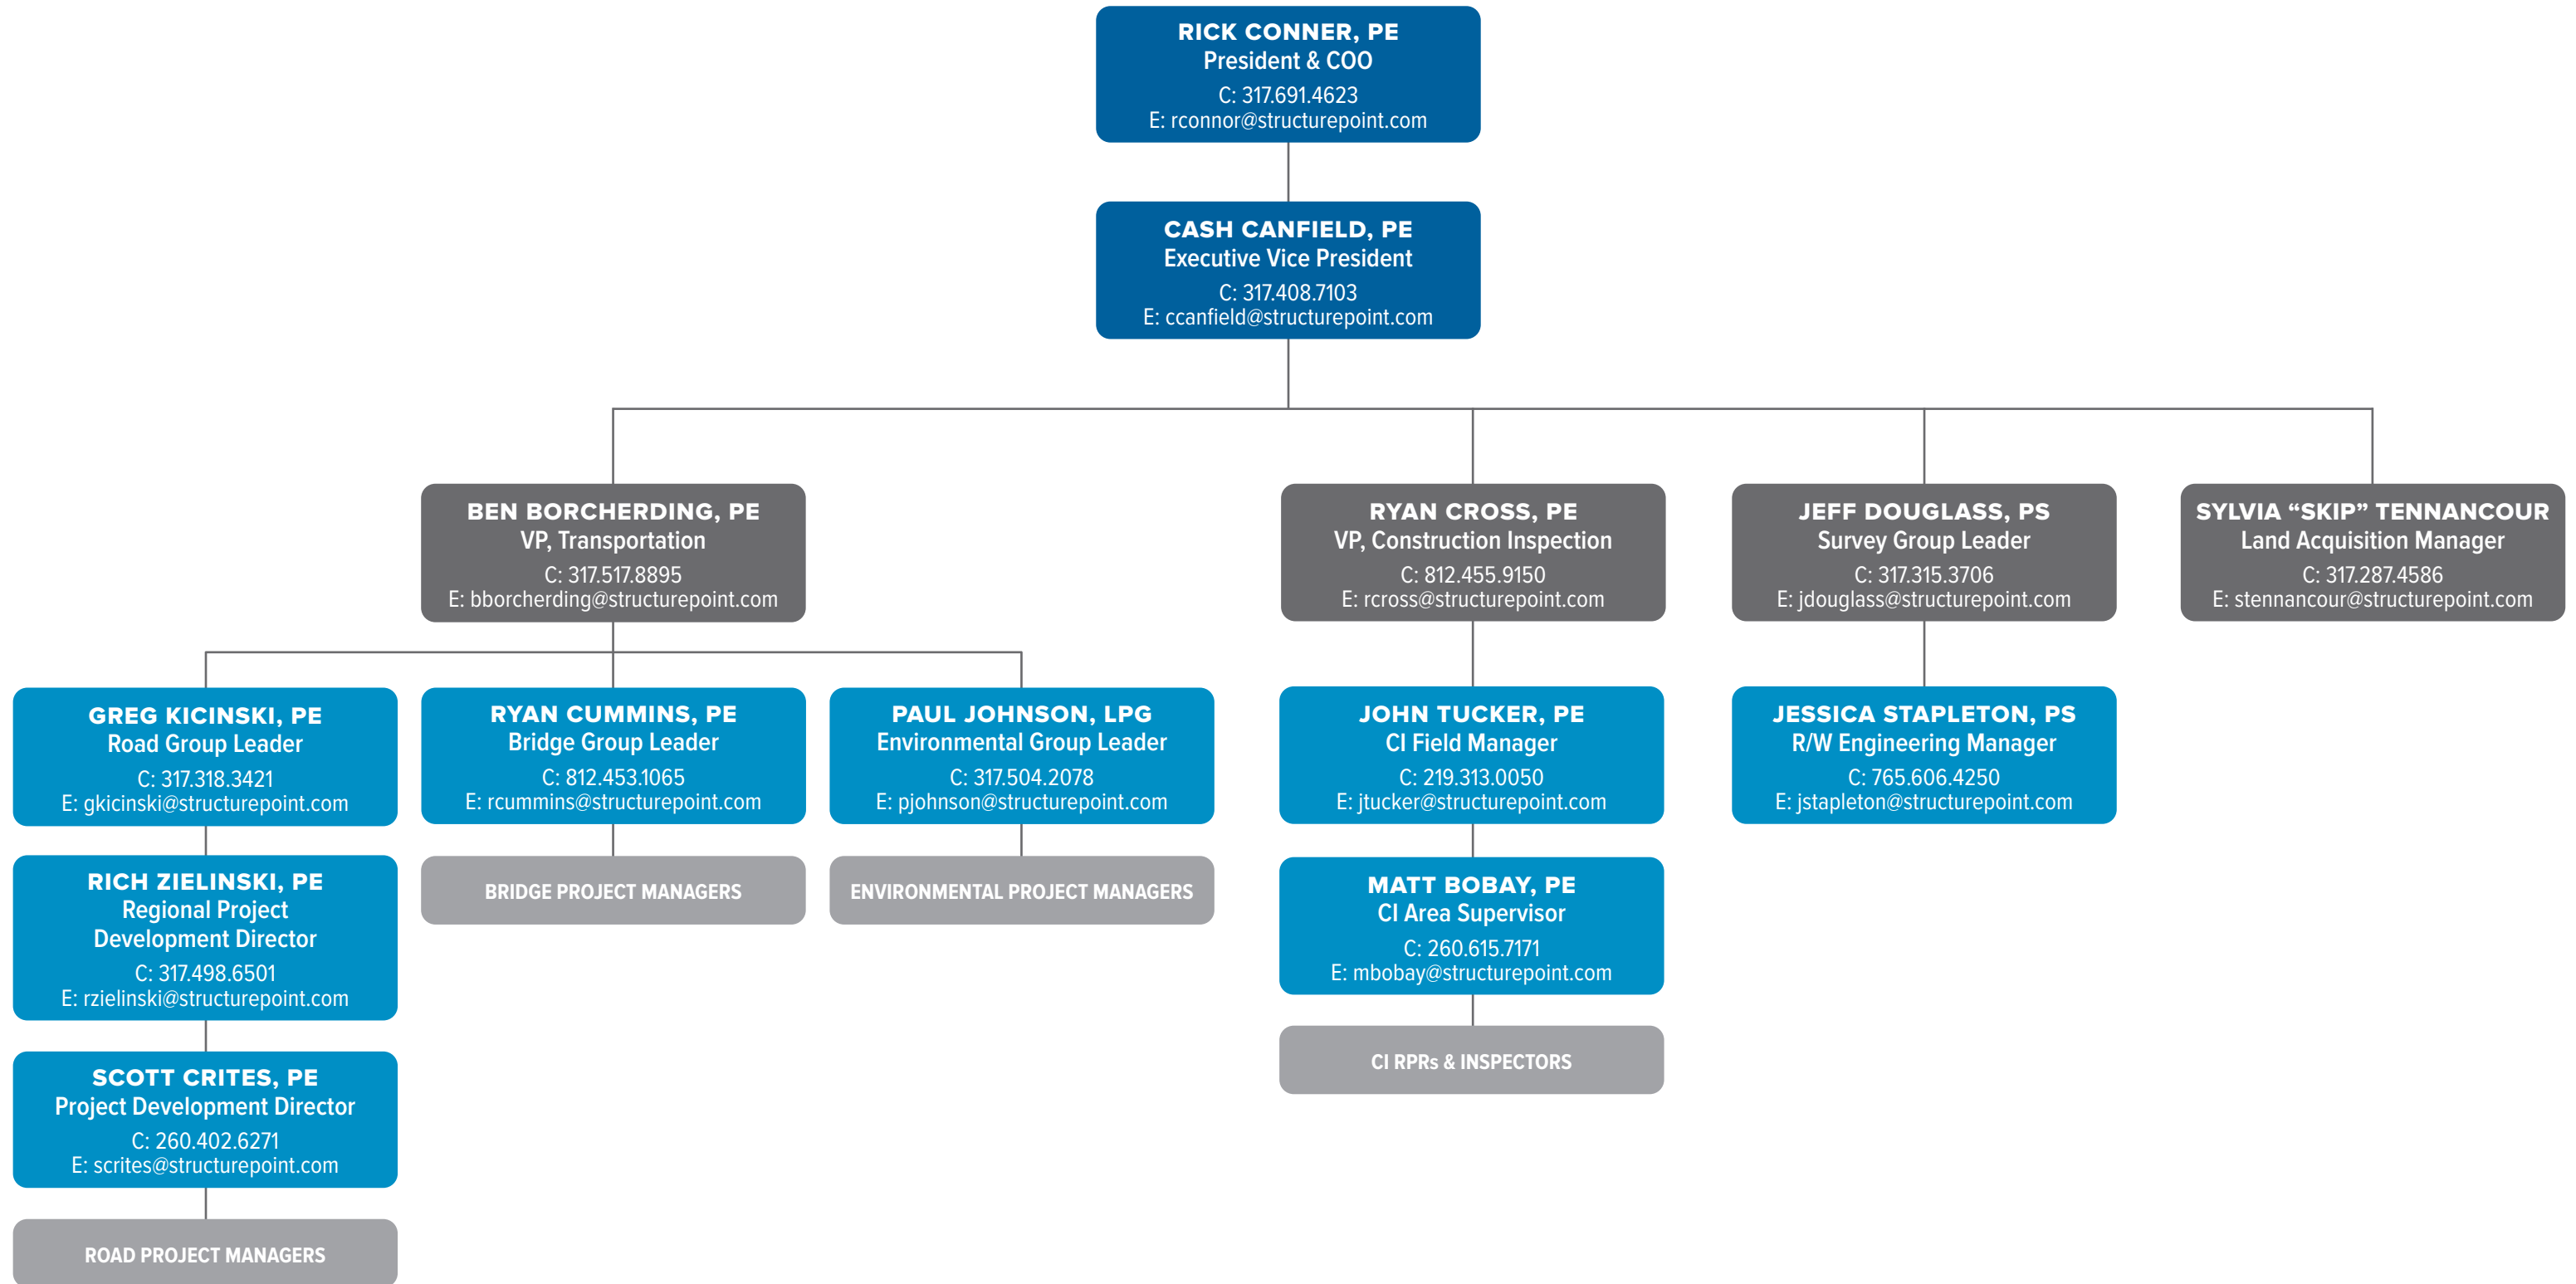 RICK CONNER, PE
President & COO
C: 317.691.4623
E: rconnor@structurepoint.com
CASH CANFIELD, PE
Executive Vice President
C: 317.408.7103
E: ccanfield@structurepoint.com
BEN BORCHERDING, PE
VP, Transportation
C: 317.517.8895
E: bborcherding@structurepoint.com
RYAN CROSS, PE
VP, Construction Inspection
C: 812.455.9150
E: rcross@structurepoint.com
JEFF DOUGLASS, PS
Survey Group Leader
C: 317.315.3706
E: jdouglass@structurepoint.com
SYLVIA “SKIP” TENNANCOUR
Land Acquisition Manager
C: 317.287.4586
E: stennancour@structurepoint.com
GREG KICINSKI, PE
Road Group Leader
C: 317.318.3421
E: gkicinski@structurepoint.com
RYAN CUMMINS, PE
Bridge Group Leader
C: 812.453.1065
E: rcummins@structurepoint.com
PAUL JOHNSON, LPG
Environmental Group Leader
C: 317.504.2078
E: pjohnson@structurepoint.com
JOHN TUCKER, PE
CI Field Manager
C: 219.313.0050
E: jtucker@structurepoint.com
JESSICA STAPLETON, PS
R/W Engineering Manager
C: 765.606.4250
E: jstapleton@structurepoint.com
RICH ZIELINSKI, PE
Regional Project
Development Director
C: 317.498.6501
E: rzielinski@structurepoint.com
BRIDGE PROJECT MANAGERS
ENVIRONMENTAL PROJECT MANAGERS
MATT BOBAY, PE
CI Area Supervisor
C: 260.615.7171
E: mbobay@structurepoint.com
SCOTT CRITES, PE
Project Development Director
C: 260.402.6271
E: scrites@structurepoint.com
CI RPRs & INSPECTORS
ROAD PROJECT MANAGERS